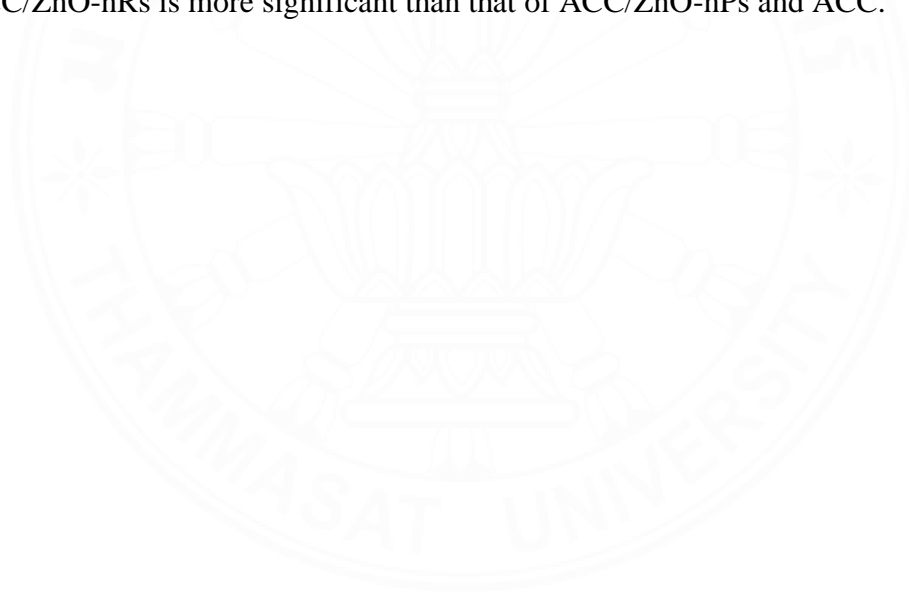 C/ZnO-nRs is more significant than that of ACC/ZnO-nPs and ACC.
THAMMASAT UNIVERSITY